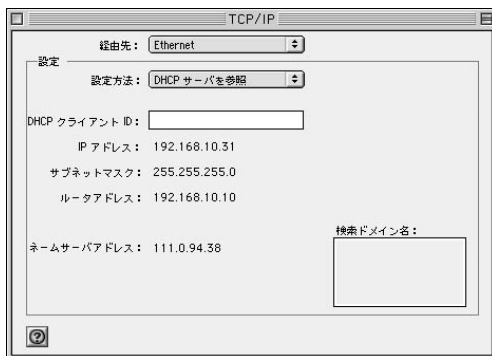 TCP/IP
経由先： Ethernet
設定
設定方法： DHCP サーバを参照
DHCP クライアント ID：
IP アドレス： 192.168.10.31
サブネットマスク： 255.255.255.0
ルータアドレス： 192.168.10.10
検索ドメイン名：
ネームサーバアドレス： 111.0.94.38
?